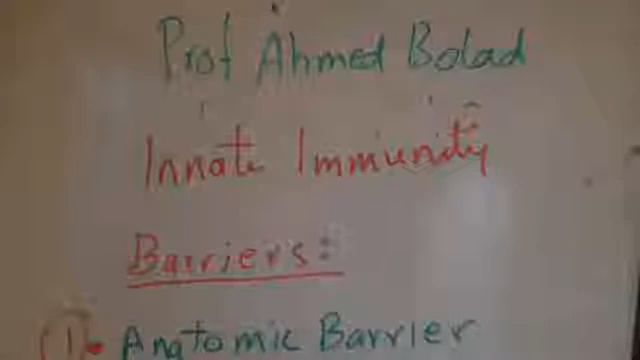 Prof Ahmed Bolad
Innate Immunity
Barriers:
(1)• Anatomic Barrier